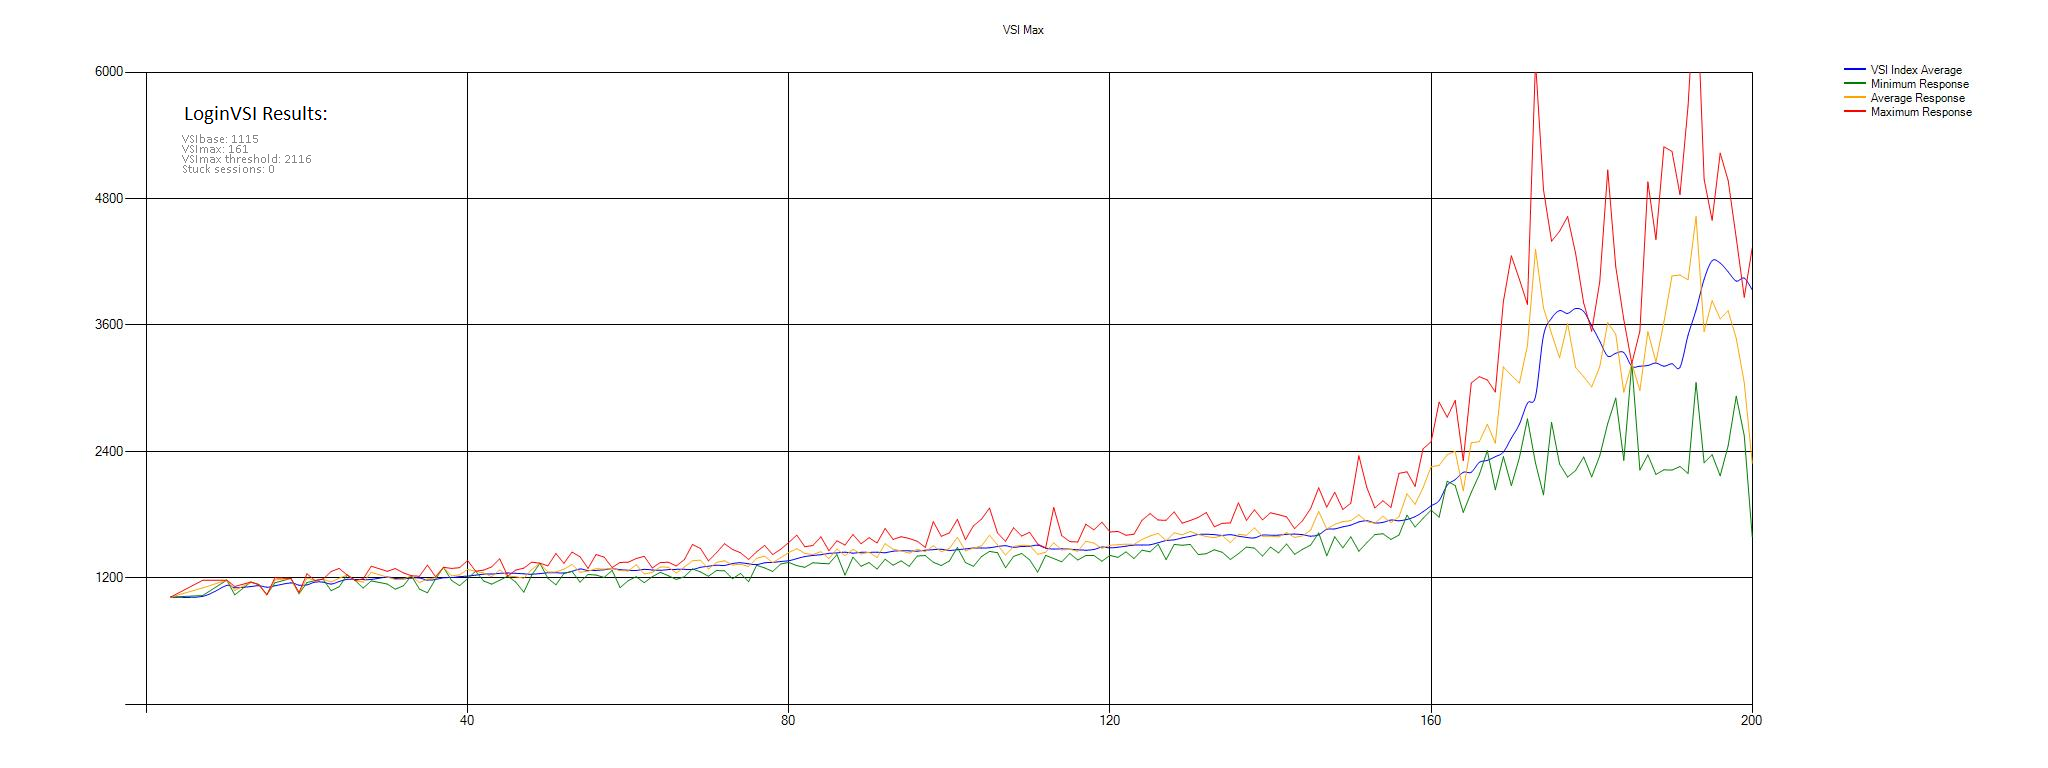 VSI Max
6000
4800
3600
2400
1200
LoginVSI Results:
VSIbase: 1115
VSImax: 161
VSImax threshold: 2116
Stuck sessions: 0
VSI Index Average
Minimum Response
Average Response
Maximum Response
40 80 120 160 200